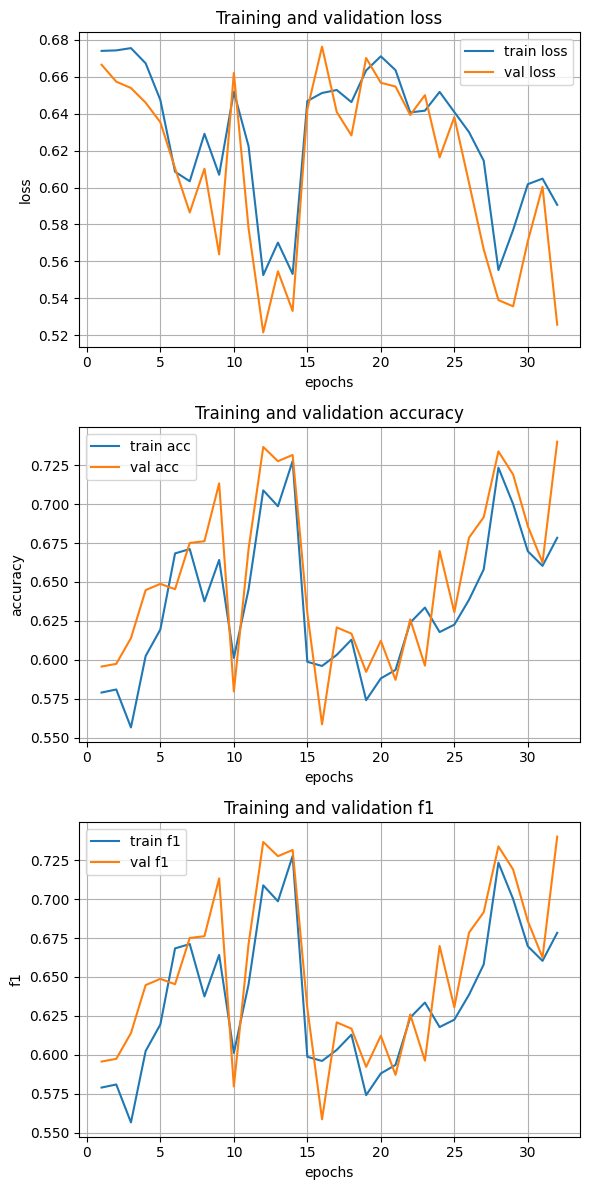 Training and validation loss
train loss
val loss
0.68
0.66
0.64
0.62
0.60
0.58
0.56
0.54
0.52
loss
0 5 10 15 20 25 30
epochs
Training and validation accuracy
train acc
val acc
0.725
0.700
0.675
0.650
0.625
0.600
0.575
0.550
accuracy
0 5 10 15 20 25 30
epochs
Training and validation f1
train f1
val f1
0.725
0.700
0.675
0.650
0.625
0.600
0.575
0.550
f1
0 5 10 15 20 25 30
epochs